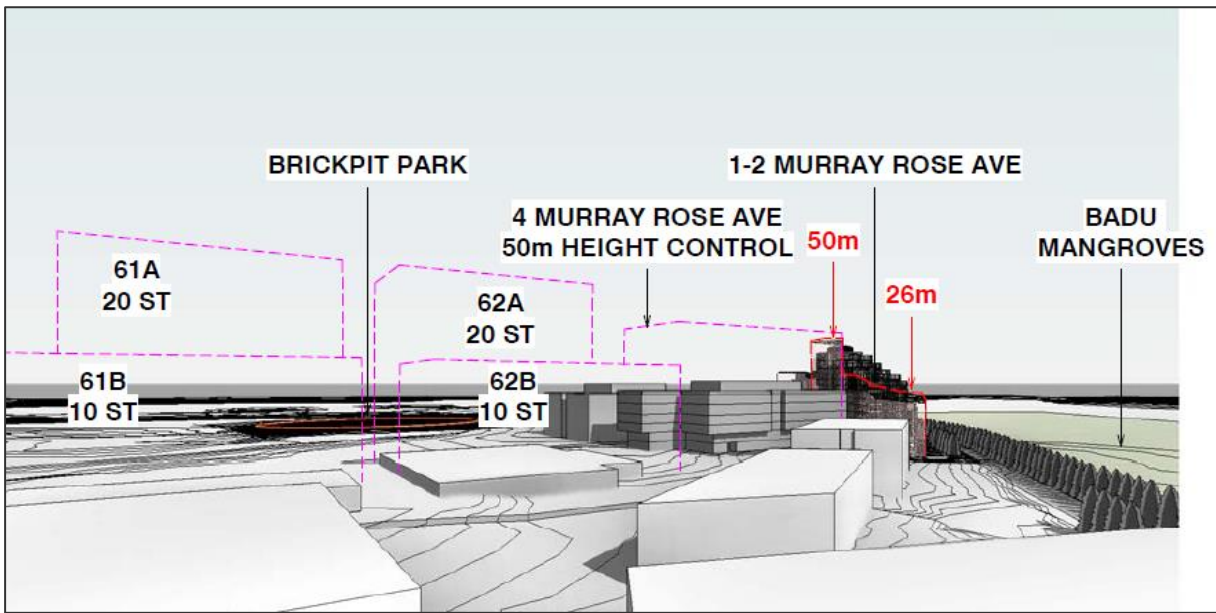 BRICKPIT PARK
1-2 MURRAY ROSE AVE
4 MURRAY ROSE AVE
50m HEIGHT CONTROL
50m
BADU
MANGROVES
26m
61A
20 ST
62A
20 ST
61B
10 ST
62B
10 ST